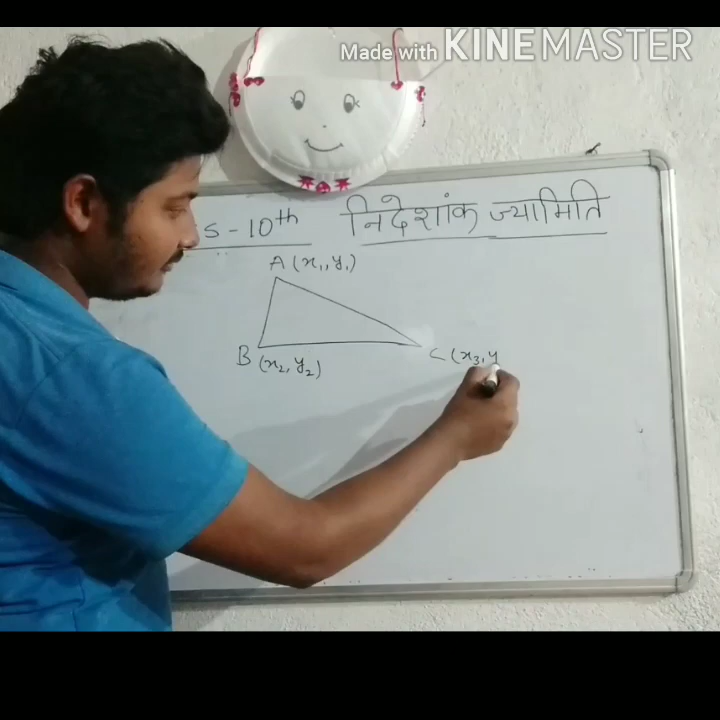 Made with KINEMASTER
s-10th निर्देशांक ज्यामिति
A (x₁, y₁)
B (x₂, y₂)
C (x₃, y